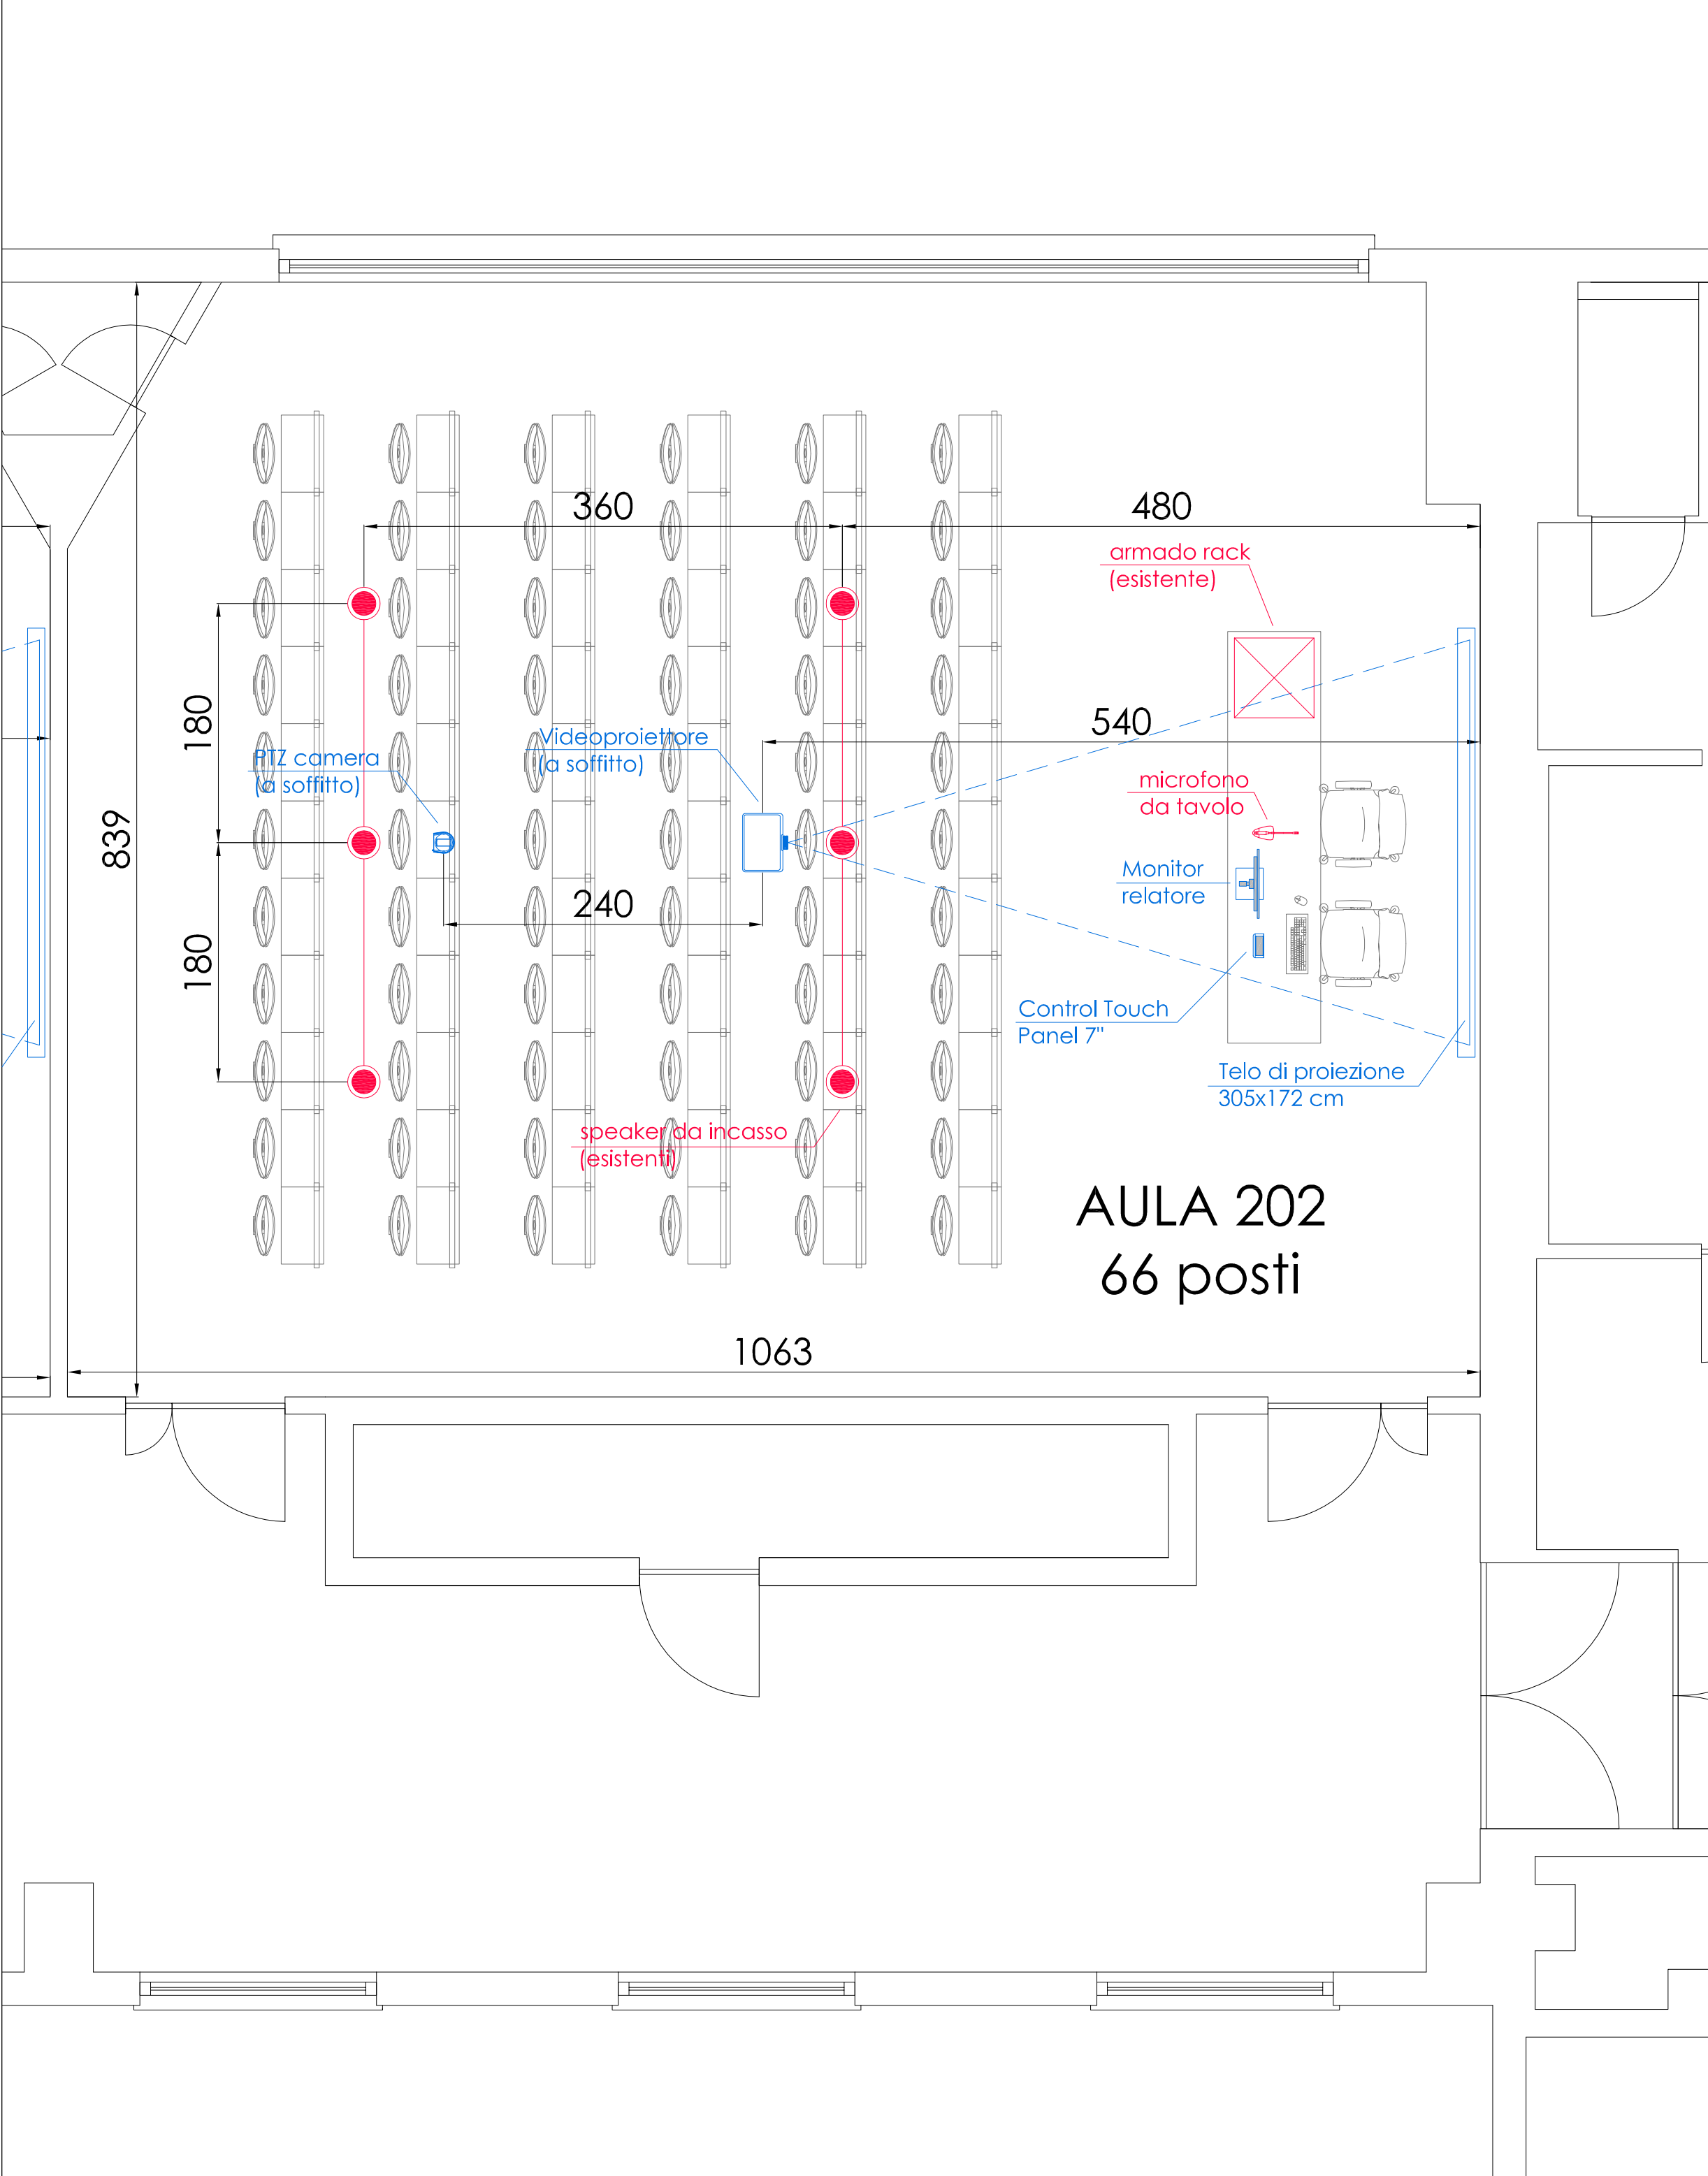 360
480
armado rack
(esistente)
180
540
PTZ camera
(a soffitto)
Videoproiettore
(a soffitto)
microfono
da tavolo
839
Monitor
relatore
240
180
Control Touch
Panel 7"
Telo di proiezione
305x172 cm
speaker da incasso
(esistenti)
AULA 202
66 posti
1063